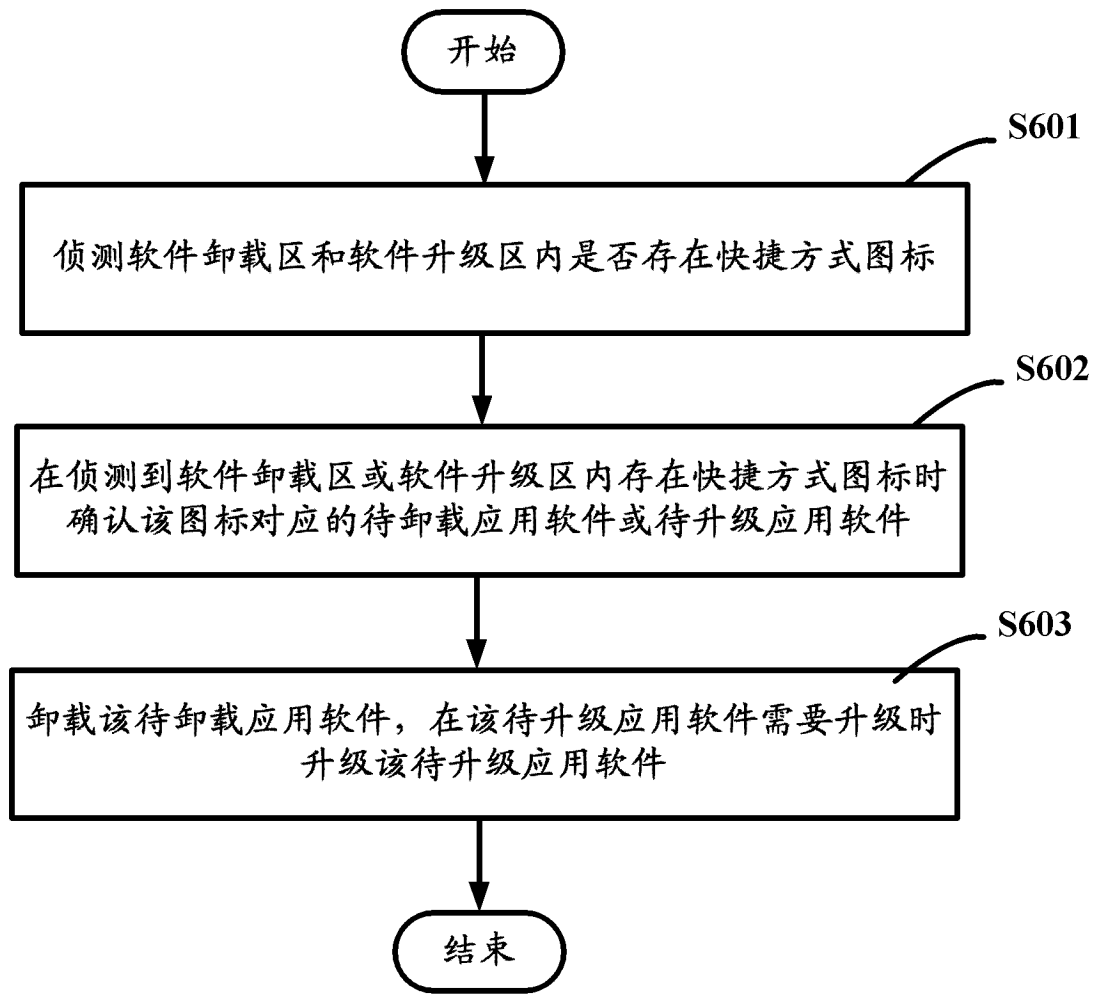 开始
S601
侦测软件卸载区和软件升级区内是否存在快捷方式图标
S602
在侦测到软件卸载区或软件升级区内存在快捷方式图标时
确认该图标对应的待卸载应用软件或待升级应用软件
S603
卸载该待卸载应用软件，在该待升级应用软件需要升级时
升级该待升级应用软件
结束